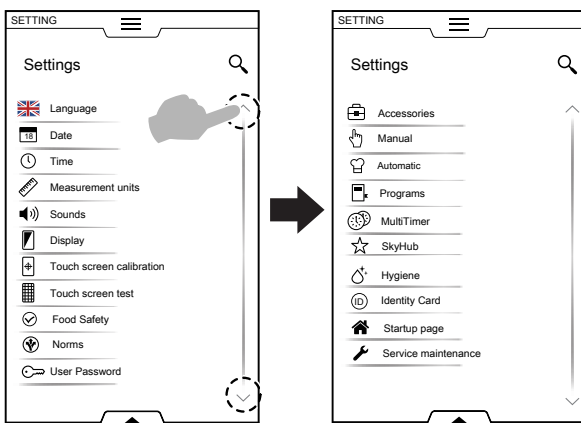 SETTING
Settings
Language
18 Date
Time
Measurement units
Sounds
Display
Touch screen calibration
Touch screen test
Food Safety
Norms
User Password
SETTING
Settings
Accessories
Manual
Automatic
Programs
MultiTimer
SkyHub
Hygiene
ID Identity Card
Startup page
Service maintenance